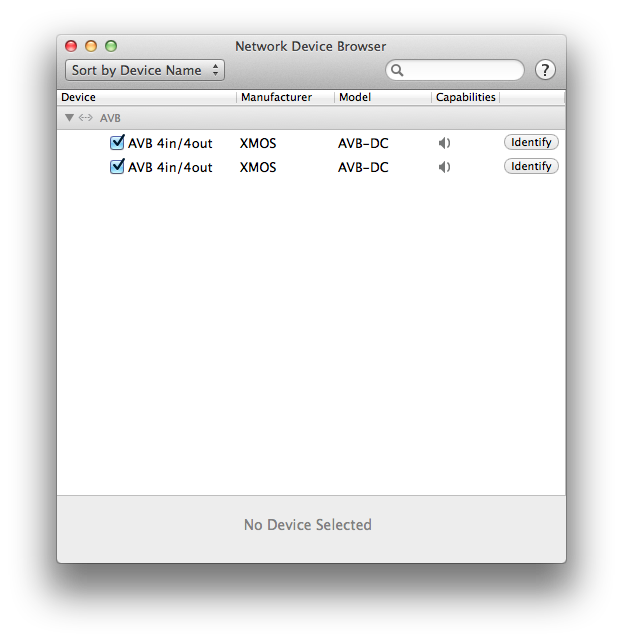 Network Device Browser
Sort by Device Name ?
Device Manufacturer Model Capabilities
AVB
AVB 4in/4out XMOS AVB-DC Identify
AVB 4in/4out XMOS AVB-DC Identify
No Device Selected